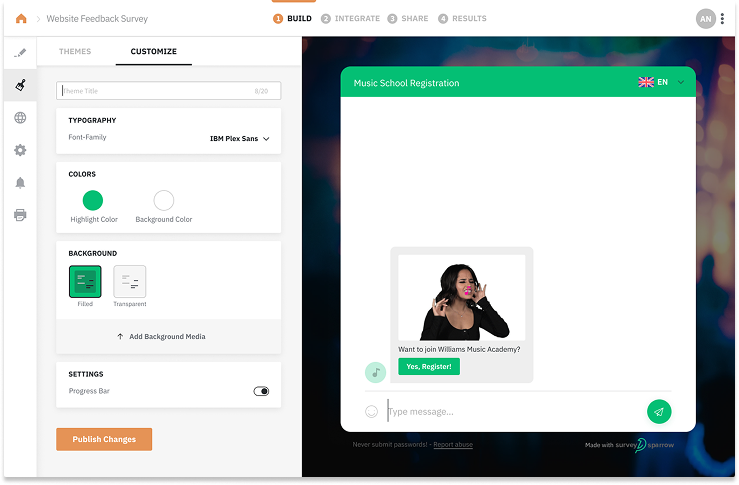 Website Feedback Survey
1 BUILD
2 INTEGRATE
3 SHARE
4 RESULTS
AN
THEMES
CUSTOMIZE
Theme Title
8/20
TYPOGRAPHY
Font-Family
IBM Plex Sans
COLORS
Highlight Color
Background Color
BACKGROUND
Filled
Transparent
Add Background Media
SETTINGS
Progress Bar
Publish Changes
Music School Registration
EN
Want to join Williams Music Academy?
Yes, Register!
Type message...
Never submit passwords! - Report abuse
Made with surveysparrow